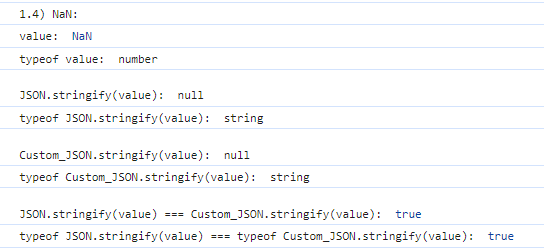 1.4) NaN:
value:  NaN
typeof value:  number
JSON.stringify(value):  null
typeof JSON.stringify(value):  string
Custom_JSON.stringify(value):  null
typeof Custom_JSON.stringify(value):  string
JSON.stringify(value) === Custom_JSON.stringify(value):  true
typeof JSON.stringify(value) === typeof Custom_JSON.stringify(value):  true